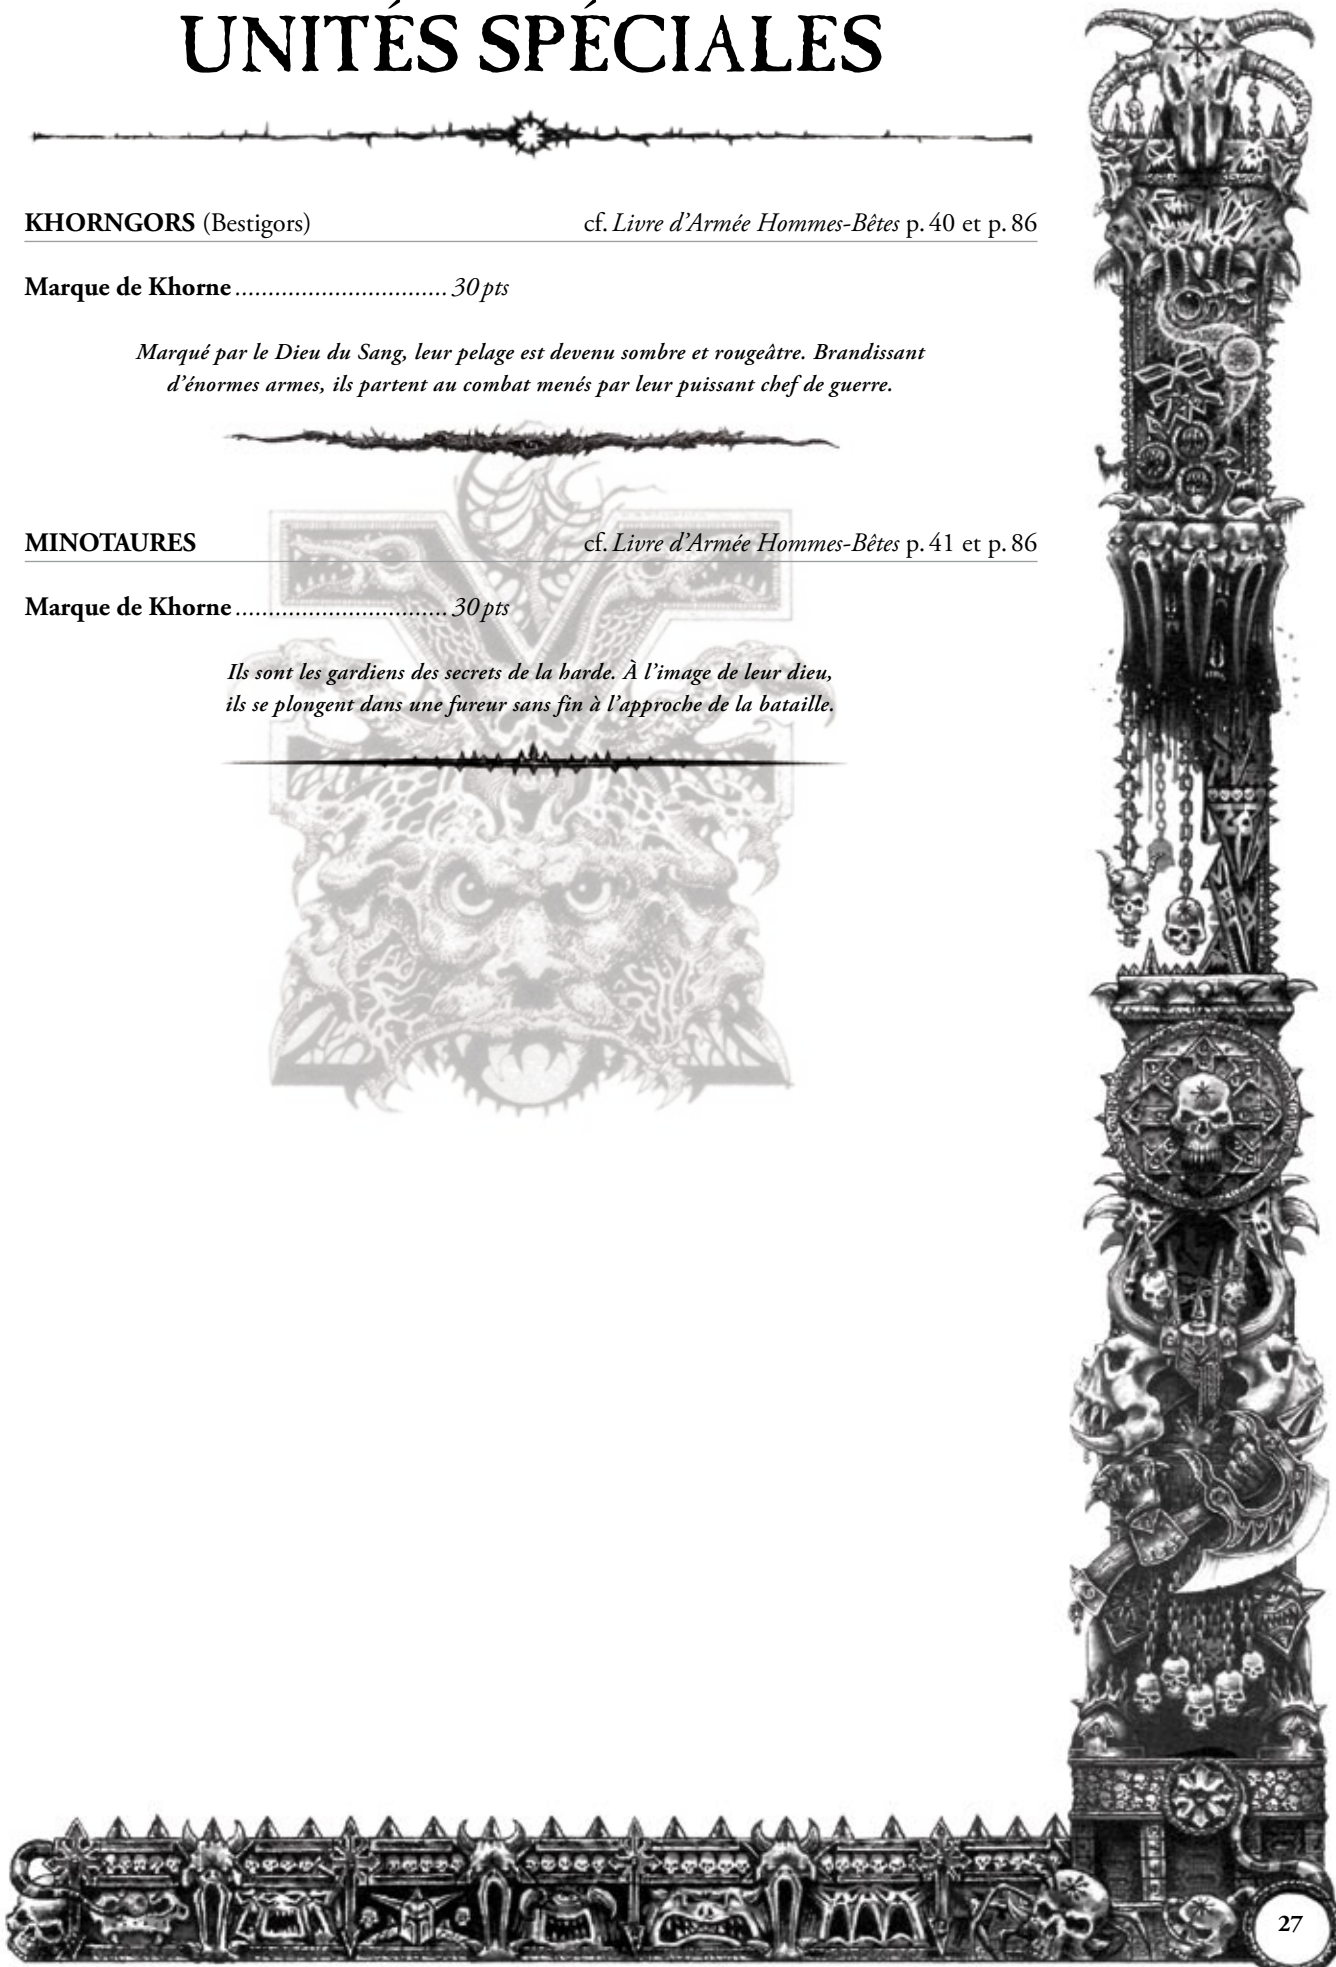 UNITÉS SPÉCIALES
KHORNGORS (Bestigors) cf. Livre d'Armée Hommes-Bêtes p. 40 et p. 86
Marque de Khorne................................ 30 pts
Marqué par le Dieu du Sang, leur pelage est devenu sombre et rougeâtre. Brandissant
d'énormes armes, ils partent au combat menés par leur puissant chef de guerre.
MINOTAURES cf. Livre d'Armée Hommes-Bêtes p. 41 et p. 86
Marque de Khorne................................ 30 pts
Ils sont les gardiens des secrets de la harde. À l'image de leur dieu,
ils se plongent dans une fureur sans fin à l'approche de la bataille.
27